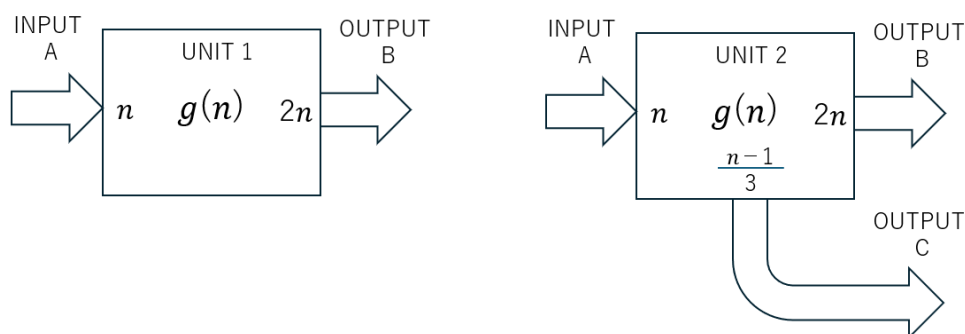 INPUT
A
UNIT 1
n g(n) 2n
OUTPUT
B
INPUT
A
UNIT 2
n g(n) 2n
n−1
3
OUTPUT
B
OUTPUT
C